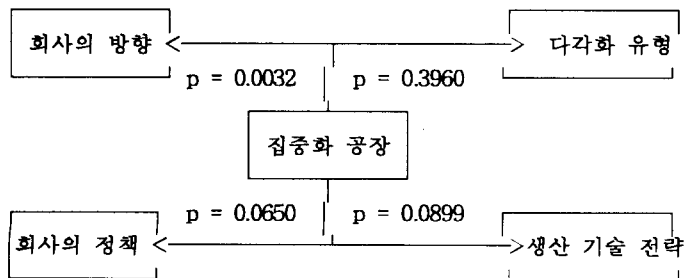 회사의 방향 다각화 유형
p = 0.0032 p = 0.3960
집중화 공장
p = 0.0650 p = 0.0899
회사의 정책 생산 기술 전략